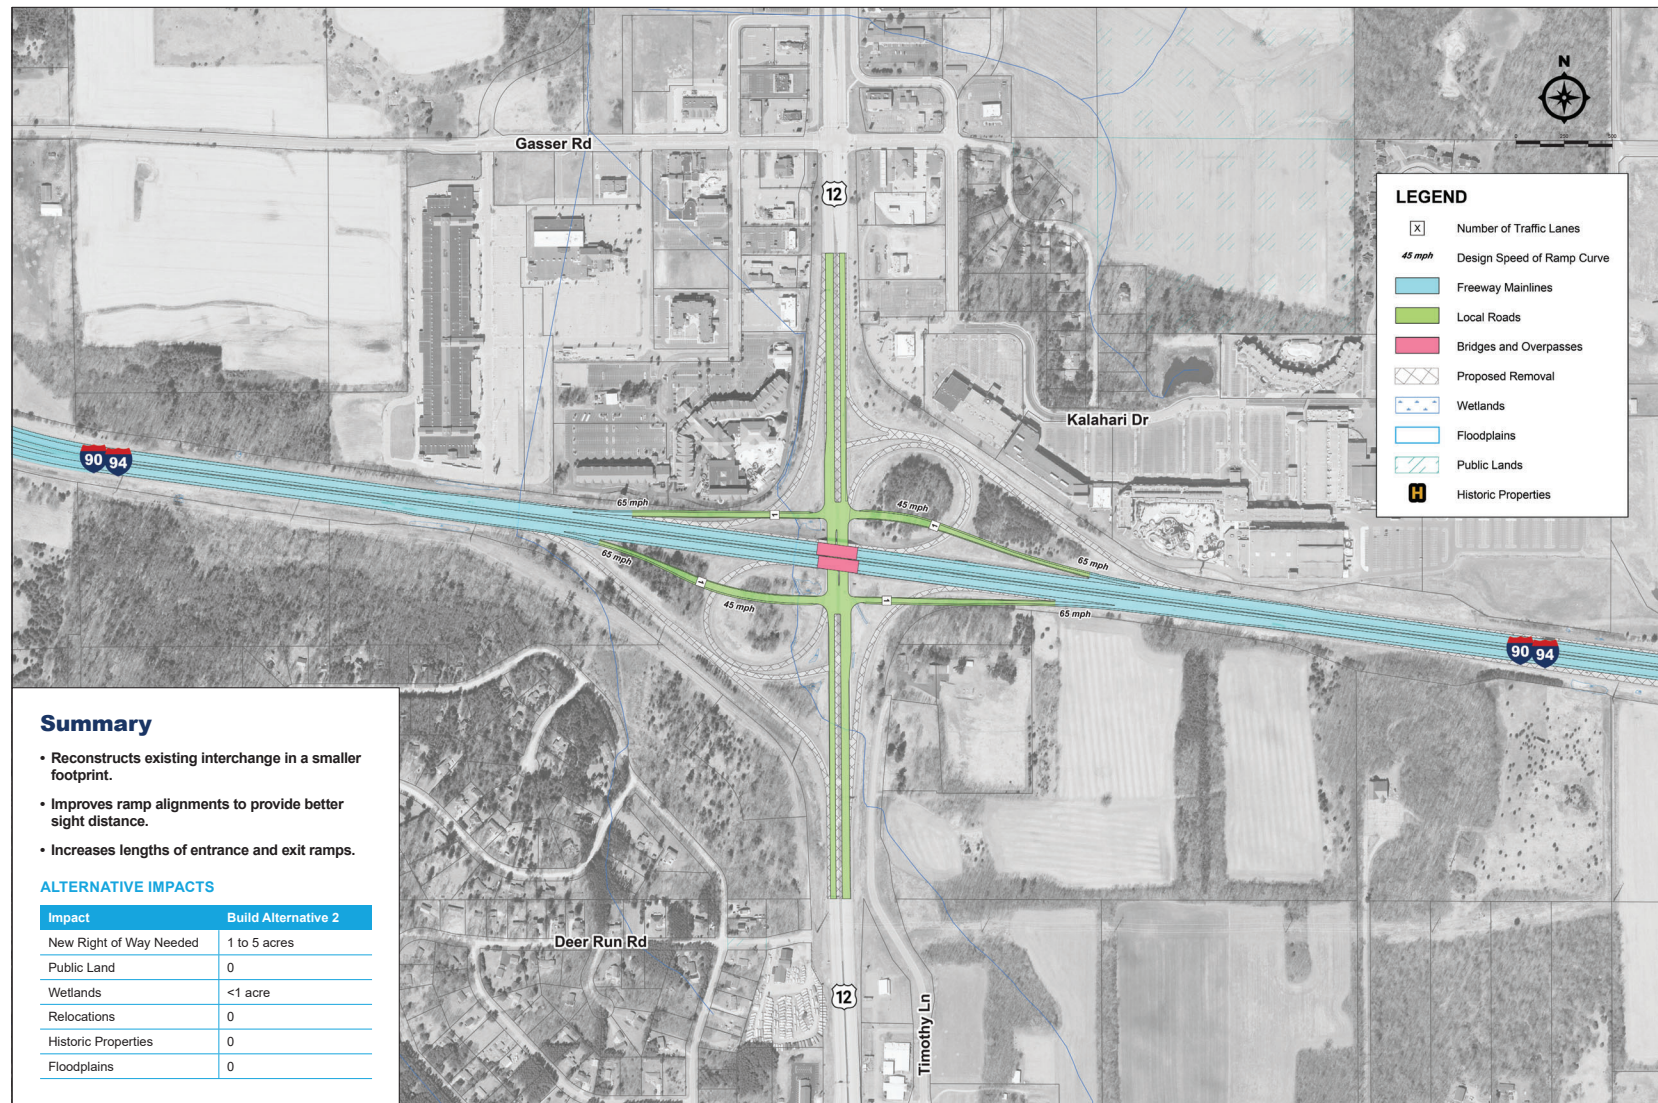 Gasser Rd
12
N
0 250 500
LEGEND
X Number of Traffic Lanes
45 mph Design Speed of Ramp Curve
Freeway Mainlines
Local Roads
Bridges and Overpasses
Proposed Removal
Wetlands
Floodplains
Public Lands
H Historic Properties
Kalahari Dr
90 94
65 mph
1
45 mph
1
65 mph
65 mph
1
45 mph
1
65 mph
90 94
Summary
• Reconstructs existing interchange in a smaller
footprint.
• Improves ramp alignments to provide better
sight distance.
• Increases lengths of entrance and exit ramps.
ALTERNATIVE IMPACTS
Impact Build Alternative 2
New Right of Way Needed 1 to 5 acres
Public Land 0
Wetlands <1 acre
Relocations 0
Historic Properties 0
Floodplains 0
Deer Run Rd
12
Timothy Ln